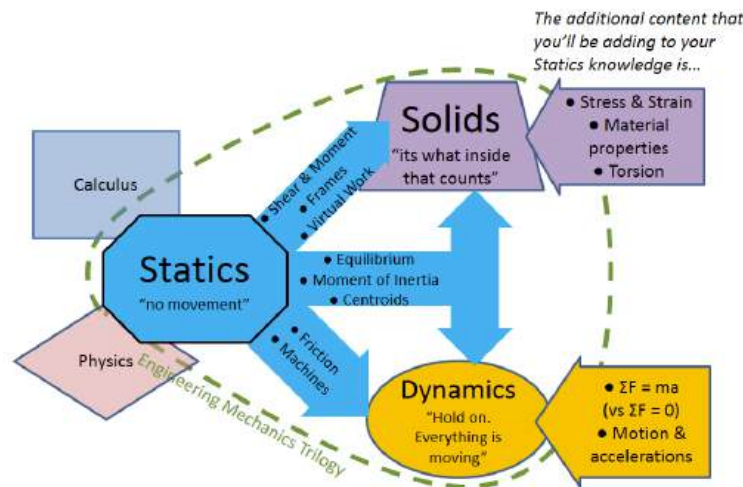 The additional content that
you'll be adding to your
Statics knowledge is...
● Stress & Strain
● Material
properties
● Torsion
Solids
"its what inside
that counts"
Calculus
● Shear & Moment
● Frames
● Virtual Work
Statics
"no movement"
● Equilibrium
● Moment of Inertia
● Centroids
Physics
● Friction
● Machines
Engineering Mechanics Trilogy
Dynamics
"Hold on.
Everything is
moving"
● ΣF = ma
(vs ΣF = 0)
● Motion &
accelerations